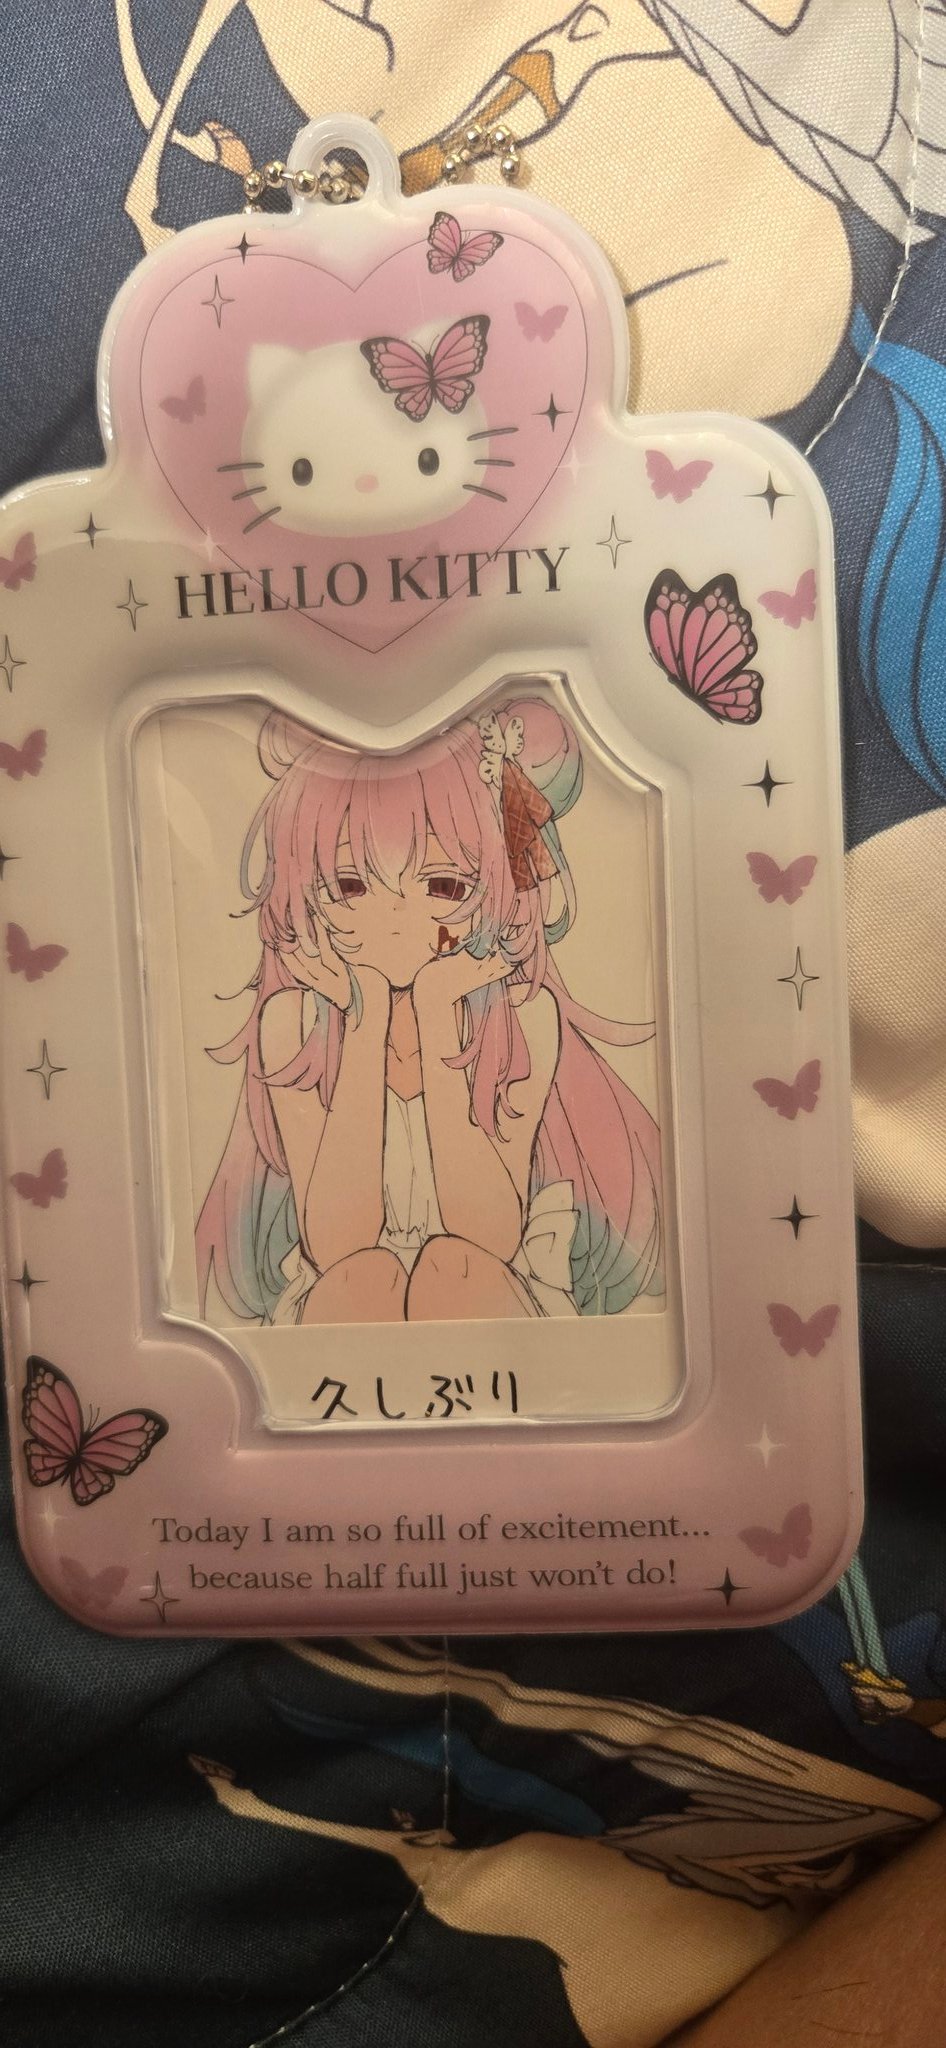 HELLO KITTY
久しぶり
Today I am so full of excitement...
because half full just won't do!